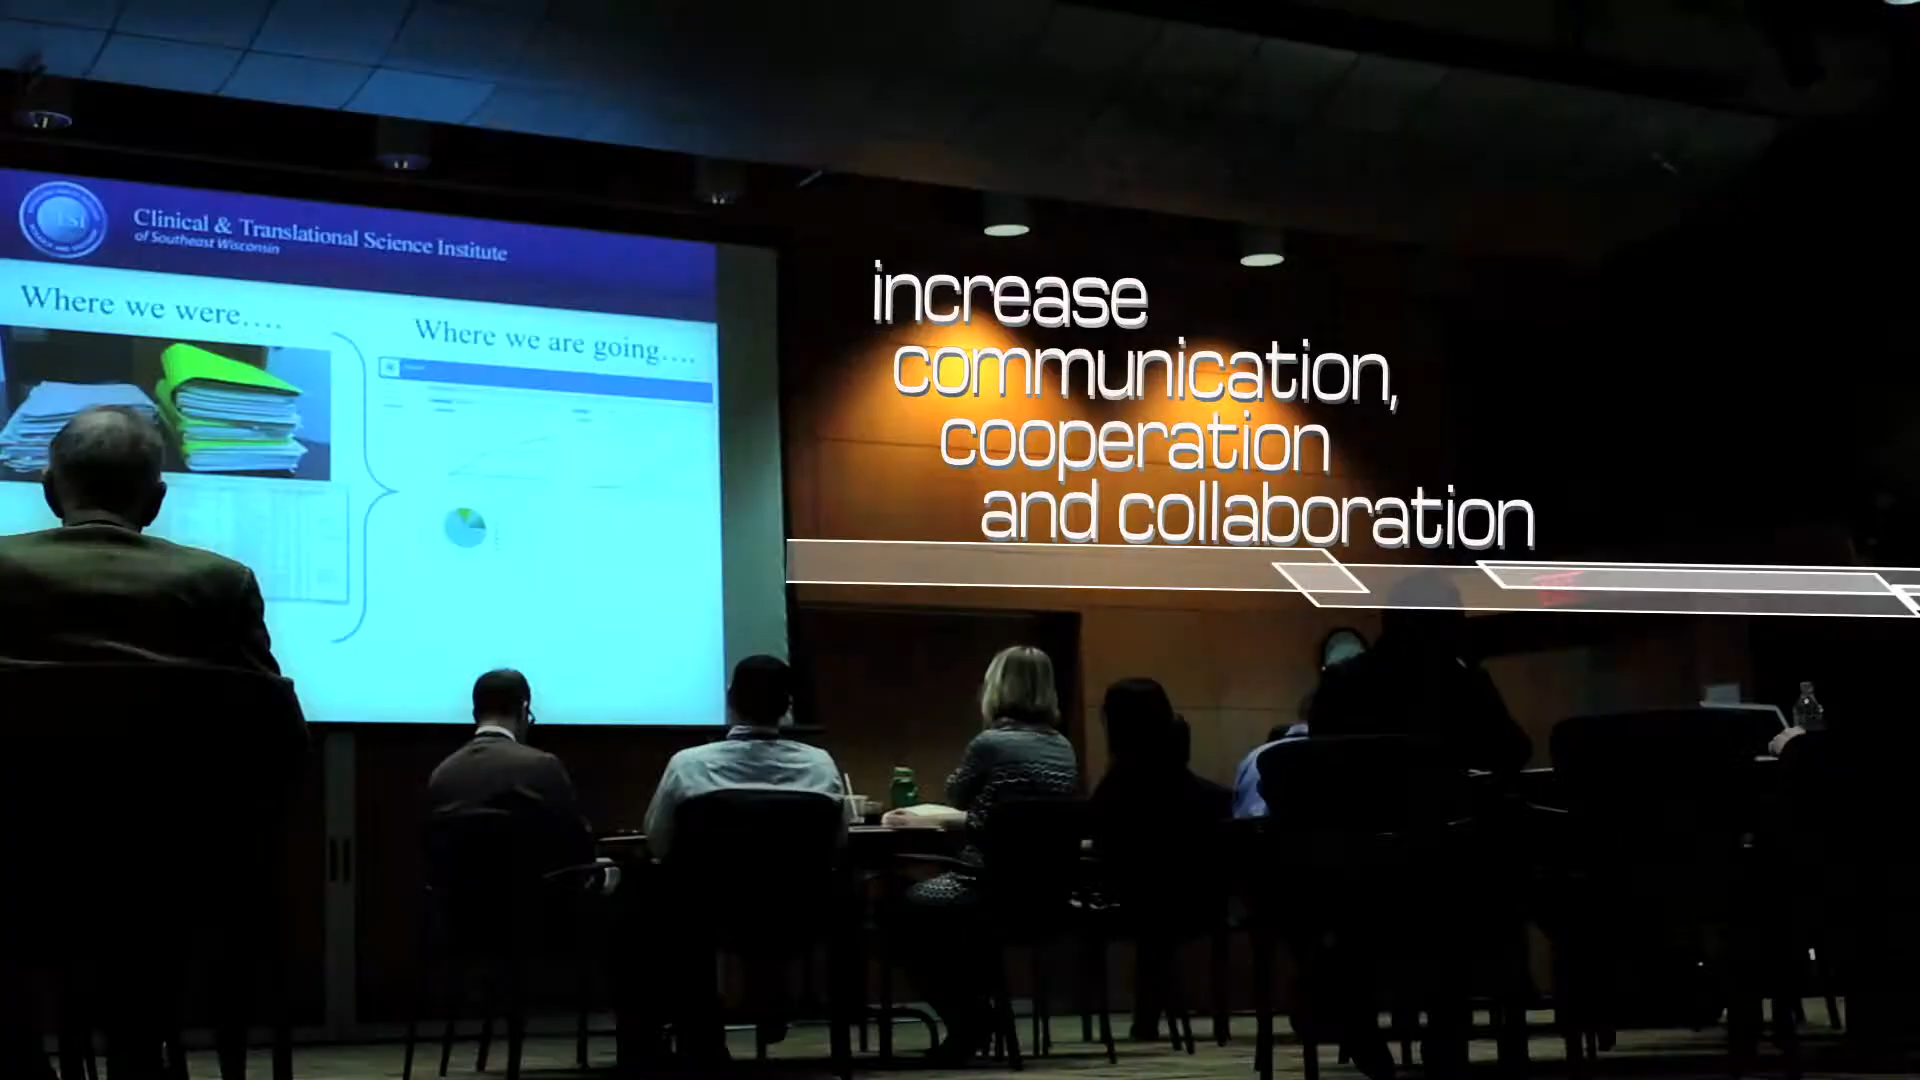 Clinical & Translational Science Institute
of Southeast Wisconsin
Where we were....
Where we are going....
increase
communication,
cooperation
and collaboration